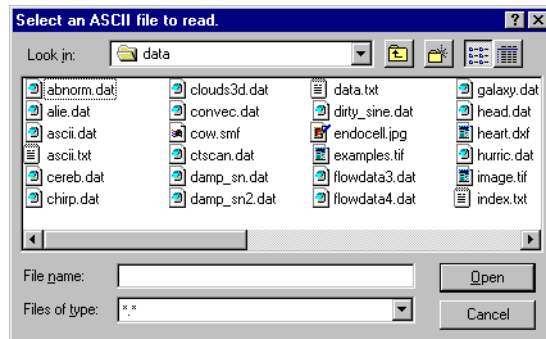 Select an ASCII file to read.
Look in: data
abnorm.dat clouds3d.dat data.txt galaxy.dat
alie.dat convec.dat dirty_sine.dat head.dat
ascii.dat cow.smf endocell.jpg heart.dxf
ascii.txt ctscan.dat examples.tif hurric.dat
cereb.dat damp_sn.dat flowdata3.dat image.tif
chirp.dat damp_sn2.dat flowdata4.dat index.txt
File name: Open
Files of type: *.* Cancel